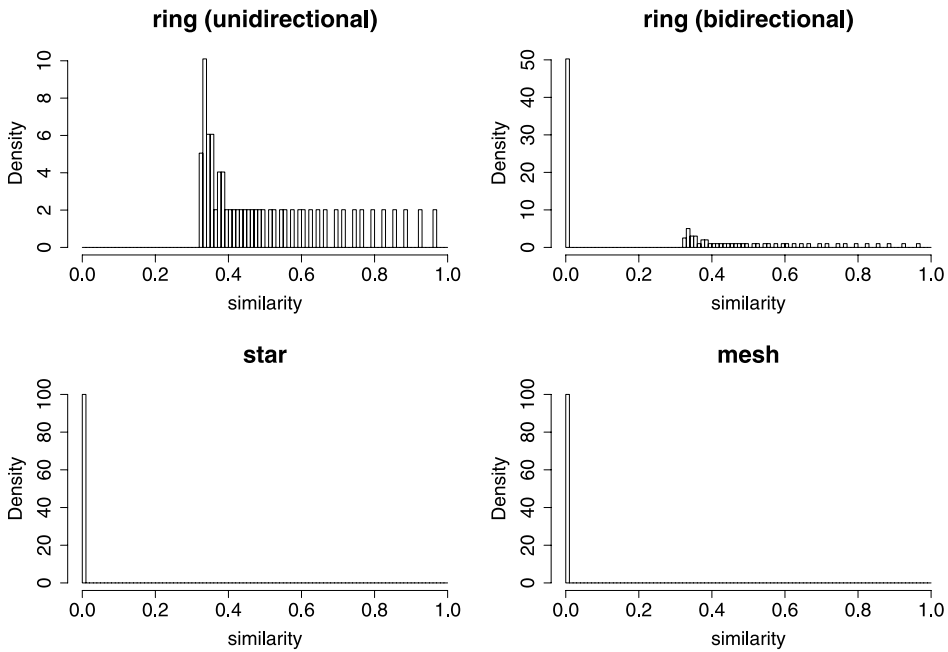 ring (unidirectional)
Density
0 2 4 6 8 10
0.0 0.2 0.4 0.6 0.8 1.0
similarity
ring (bidirectional)
Density
0 10 20 30 40 50
0.0 0.2 0.4 0.6 0.8 1.0
similarity
star
Density
0 20 40 60 80 100
0.0 0.2 0.4 0.6 0.8 1.0
similarity
mesh
Density
0 20 40 60 80 100
0.0 0.2 0.4 0.6 0.8 1.0
similarity